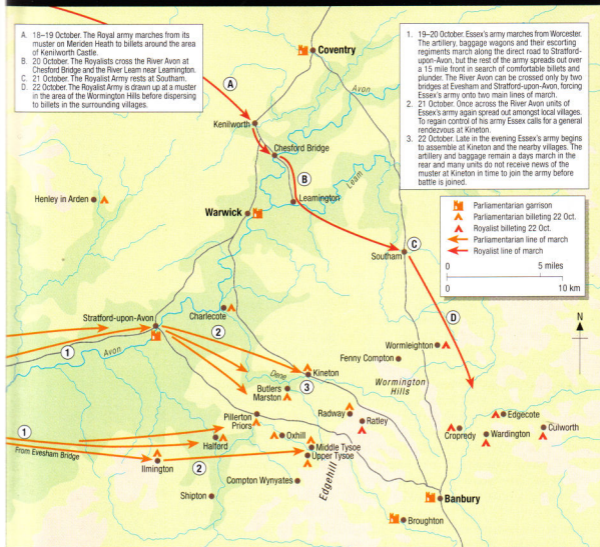 A. 18–19 October. The Royal army marches from its
muster on Meriden Heath to billets around the area
of Kenilworth Castle.
B. 20 October. The Royalists cross the River Avon at
Chesford Bridge and the River Leam near Leamington.
C. 21 October. The Royalist Army rests at Southam.
D. 22 October. The Royalist Army is drawn up at a muster
in the area of the Wormington Hills before dispersing
to billets in the surrounding villages.
1. 19–20 October. Essex's army marches from Worcester.
The artillery, baggage wagons and their escorting
regiments march along the direct road to Stratford-
upon-Avon, but the rest of the army spreads out over
a 15 mile front in search of comfortable billets and
plunder. The River Avon can be crossed only by two
bridges at Evesham and Stratford-upon-Avon, forcing
Essex's army onto two main lines of march.
2. 21 October. Once across the River Avon units of
Essex's army again spread out amongst local villages.
To regain control of his army Essex calls for a general
rendezvous at Kineton.
3. 22 October. Late in the evening Essex's army begins
to assemble at Kineton and the nearby villages. The
artillery and baggage remain a days march in the
rear and many units do not receive news of the
muster at Kineton in time to join the army before
battle is joined.
Coventry
A
Avon
Kenilworth
Chesford Bridge
B
Leam
Leamington
Henley in Arden
Warwick
Parliamentarian garrison
Parliamentarian billeting 22 Oct.
Royalist billeting 22 Oct.
Parliamentarian line of march
Royalist line of march
0 5 miles
0 10 km
N
C
Southam
D
Charlecote
Stratford-upon-Avon
2
1
Avon
Wormleighton
Fenny Compton
Dene
Kineton
3
Butlers
Marston
Wormington
Hills
Pillerton
Priors
Radway
Ratley
Edgecote
Culworth
Cropredy
Wardington
1
From Evesham Bridge
Halford
Oxhill
Middle Tysoe
Upper Tysoe
Ilmington
2
Edgehill
Compton Wynyates
Shipton
Banbury
Broughton